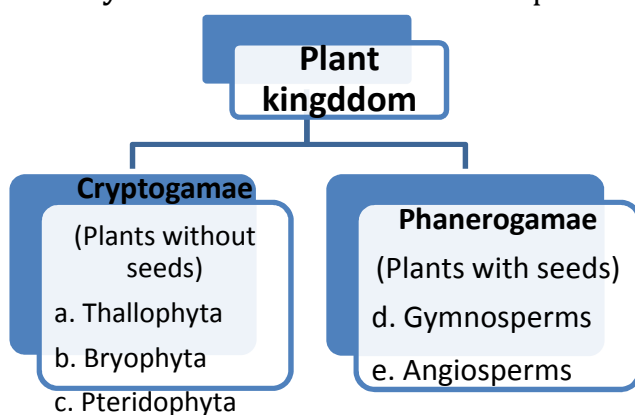 Plant
kingddom
Cryptogamae
(Plants without
seeds)
a. Thallophyta
b. Bryophyta
c. Pteridophyta
Phanerogamae
(Plants with seeds)
d. Gymnosperms
e. Angiosperms